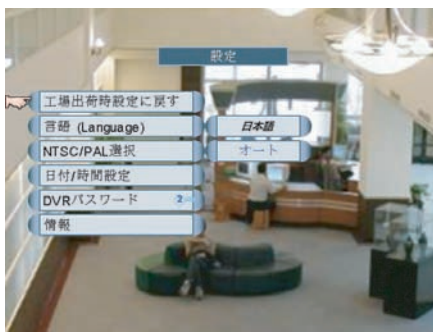 設定
工場出荷時設定に戻す
言語 (Language) 日本語
NTSC/PAL選択 オート
日付/時間設定
DVRパスワード 2
情報